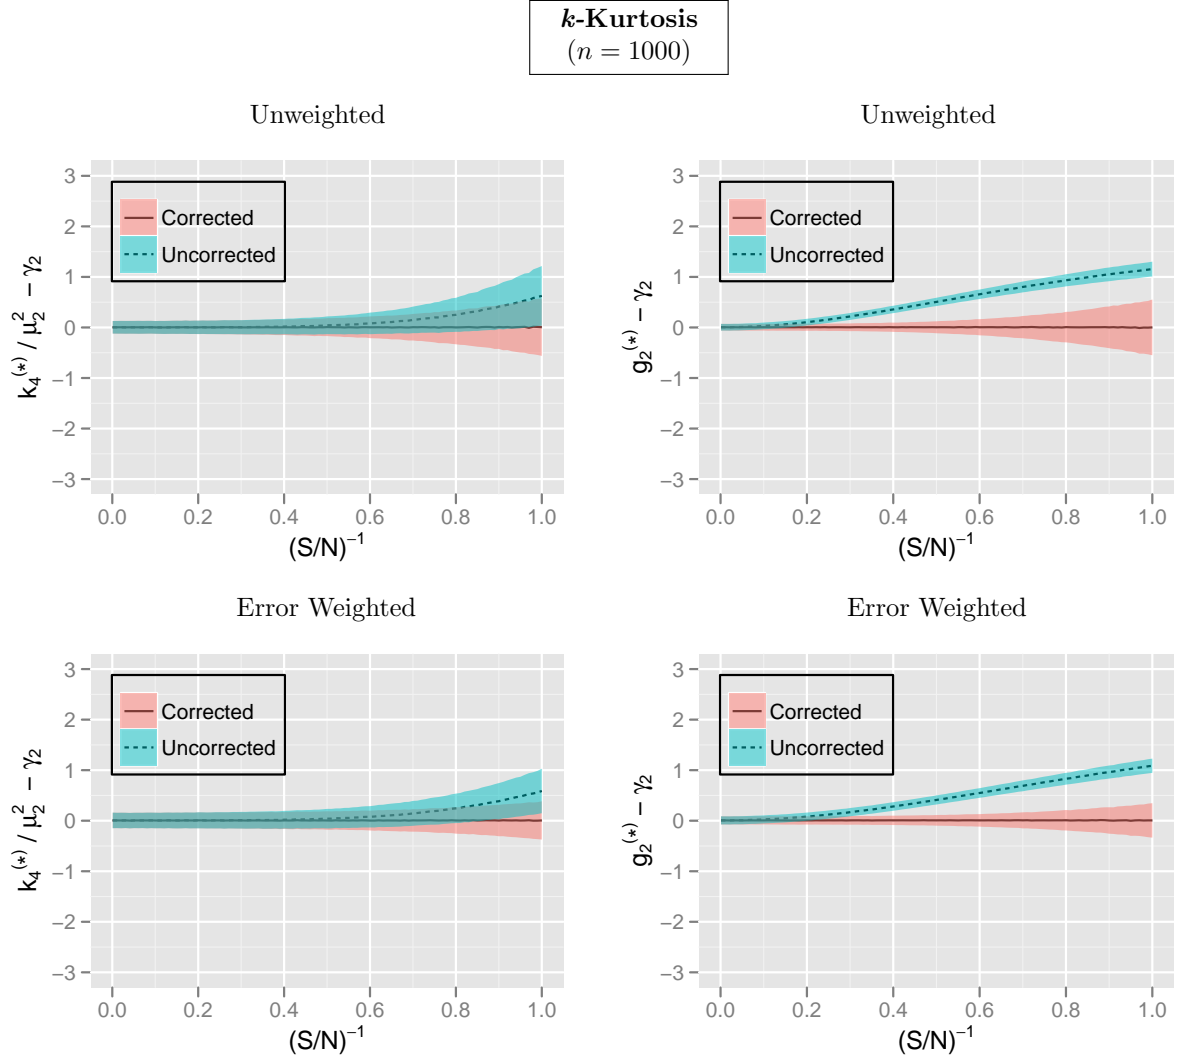 k-Kurtosis
(n = 1000)
Unweighted
k₄⁽*⁾ / μ₂² − γ₂
3
2
1
0
−1
−2
−3
Corrected
Uncorrected
0.0 0.2 0.4 0.6 0.8 1.0
(S/N)⁻¹
Unweighted
g₂⁽*⁾ − γ₂
3
2
1
0
−1
−2
−3
Corrected
Uncorrected
0.0 0.2 0.4 0.6 0.8 1.0
(S/N)⁻¹
Error Weighted
k₄⁽*⁾ / μ₂² − γ₂
3
2
1
0
−1
−2
−3
Corrected
Uncorrected
0.0 0.2 0.4 0.6 0.8 1.0
(S/N)⁻¹
Error Weighted
g₂⁽*⁾ − γ₂
3
2
1
0
−1
−2
−3
Corrected
Uncorrected
0.0 0.2 0.4 0.6 0.8 1.0
(S/N)⁻¹